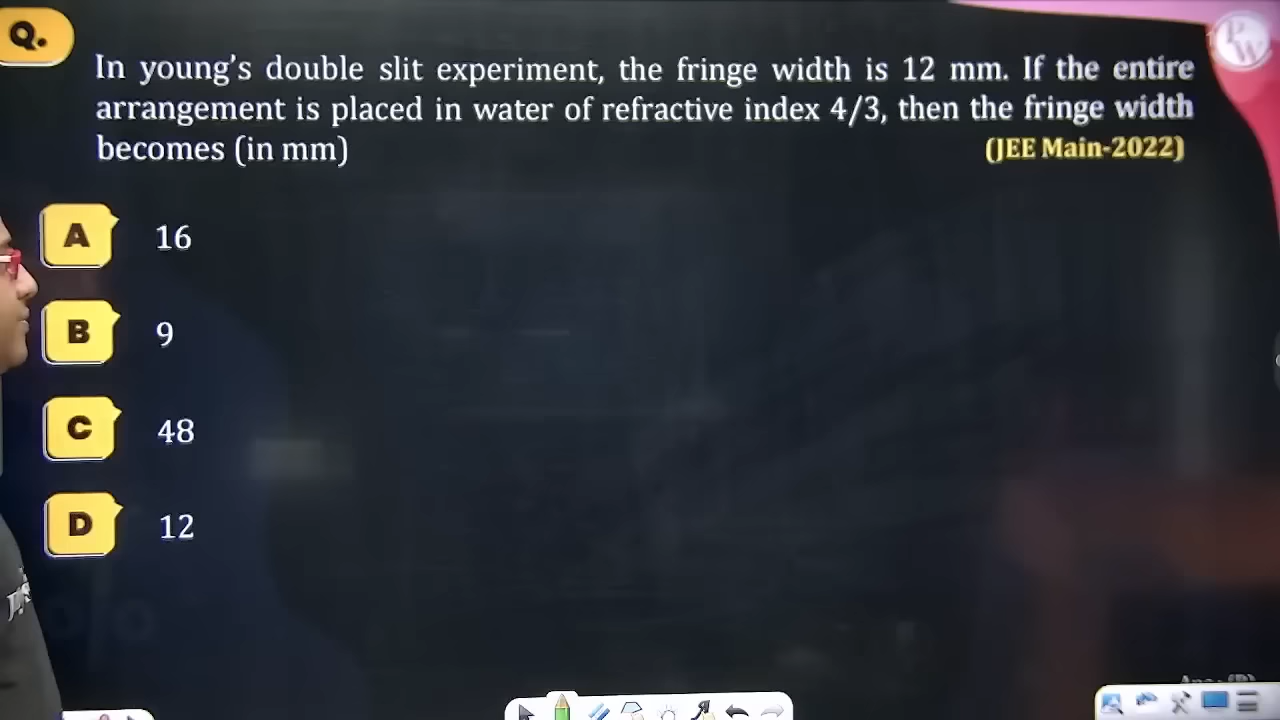 Q.
In young's double slit experiment, the fringe width is 12 mm. If the entire
arrangement is placed in water of refractive index 4/3, then the fringe width
becomes (in mm)
(JEE Main-2022)
A 16
B 9
C 48
D 12
PW